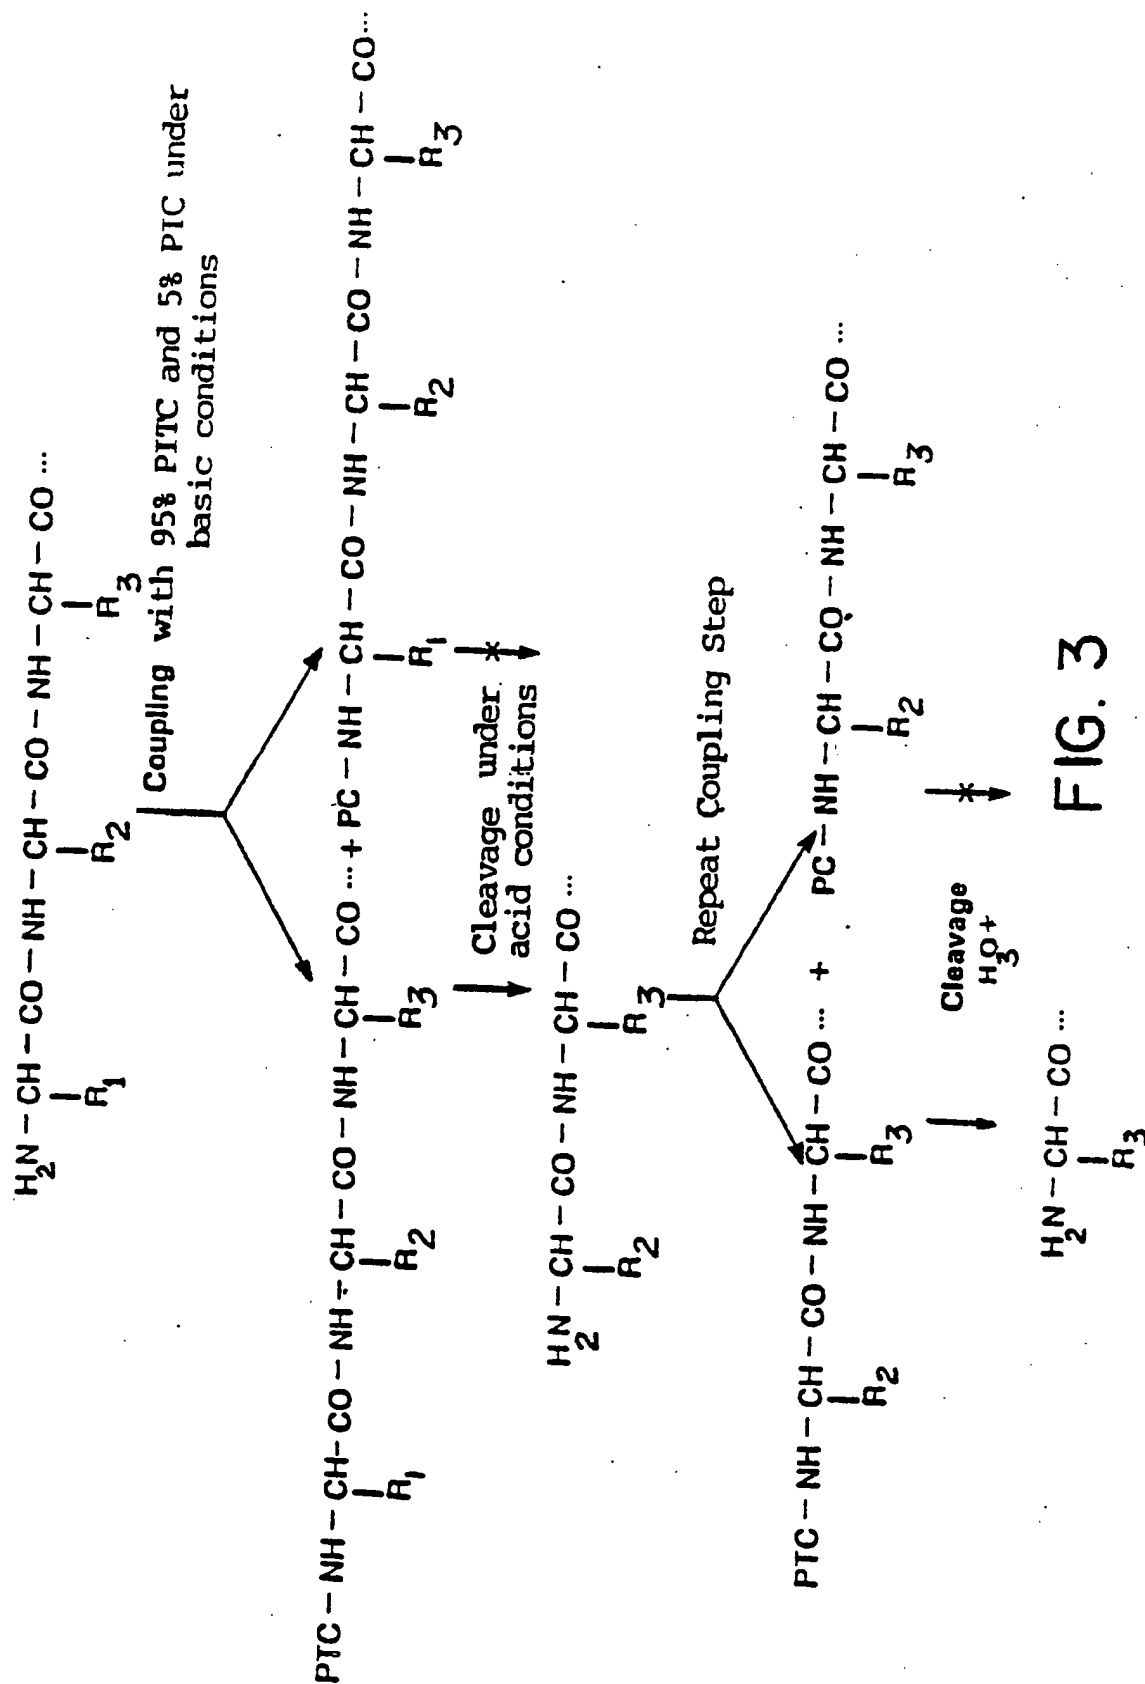 H2N–CH–CO–NH–CH–CO–NH–CH–CO...
R1 R2 R3
Coupling with 95% PITC and 5% PIC under
basic conditions
PTC–NH–CH–CO–NH–CH–CO–NH–CH–CO...+PC–NH–CH–CO–NH–CH–CO–NH–CH–CO...
R1 R2 R3 R1 R2 R3
Cleavage under
acid conditions
H2N–CH–CO–NH–CH–CO...
R2 R3
Repeat Coupling Step
PTC–NH–CH–CO–NH–CH–CO... + PC–NH–CH–CO–NH–CH–CO...
R2 R3 R2 R3
Cleavage
H3O+
H2N–CH–CO...
R3
FIG. 3